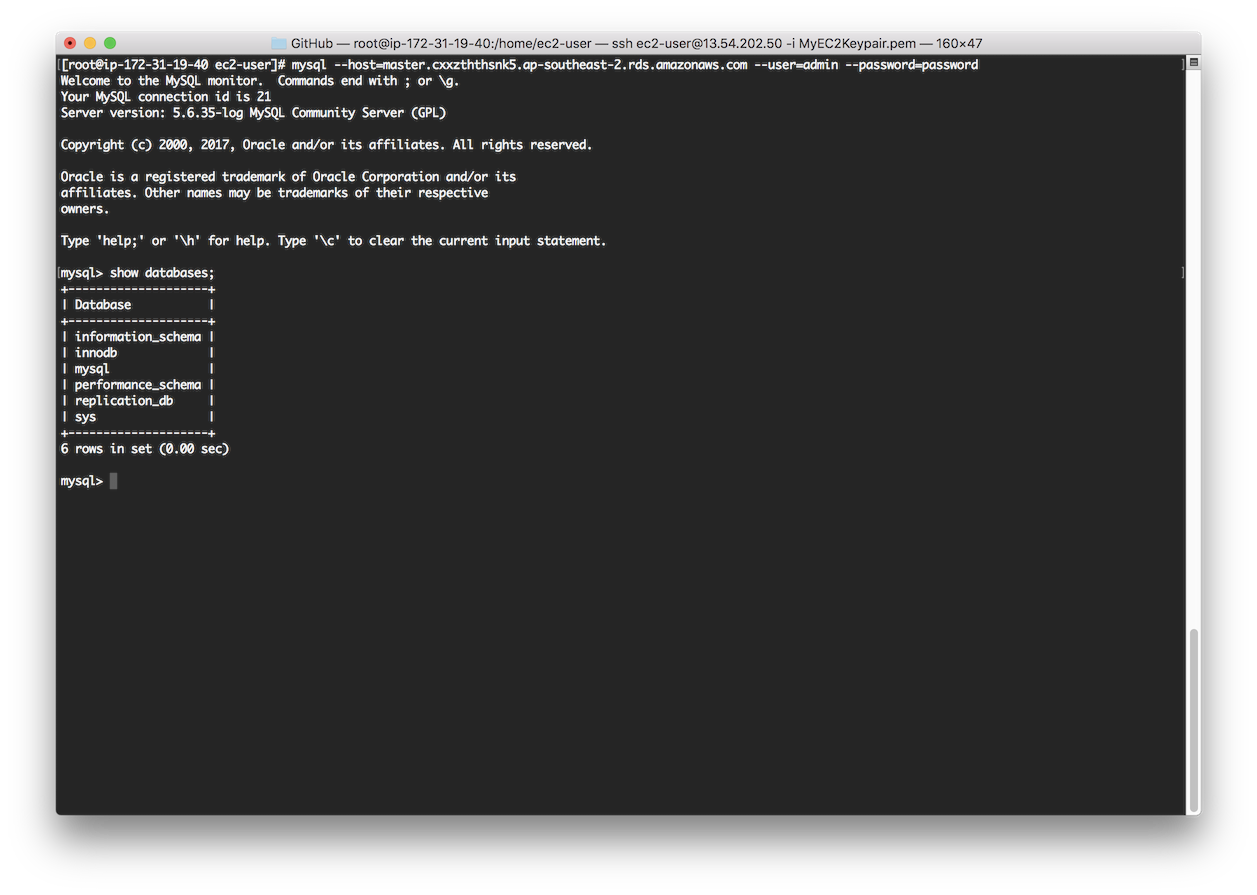 GitHub — root@ip-172-31-19-40:/home/ec2-user — ssh ec2-user@13.54.202.50 -i MyEC2Keypair.pem — 160×47
[[root@ip-172-31-19-40 ec2-user]# mysql --host=master.cxxzththsnk5.ap-southeast-2.rds.amazonaws.com --user=admin --password=password ]
Welcome to the MySQL monitor.  Commands end with ; or \g.
Your MySQL connection id is 21
Server version: 5.6.35-log MySQL Community Server (GPL)

Copyright (c) 2000, 2017, Oracle and/or its affiliates. All rights reserved.

Oracle is a registered trademark of Oracle Corporation and/or its
affiliates. Other names may be trademarks of their respective
owners.

Type 'help;' or '\h' for help. Type '\c' to clear the current input statement.

[mysql> show databases; ]
+--------------------+
| Database           |
+--------------------+
| information_schema |
| innodb             |
| mysql              |
| performance_schema |
| replication_db     |
| sys                |
+--------------------+
6 rows in set (0.00 sec)

mysql>